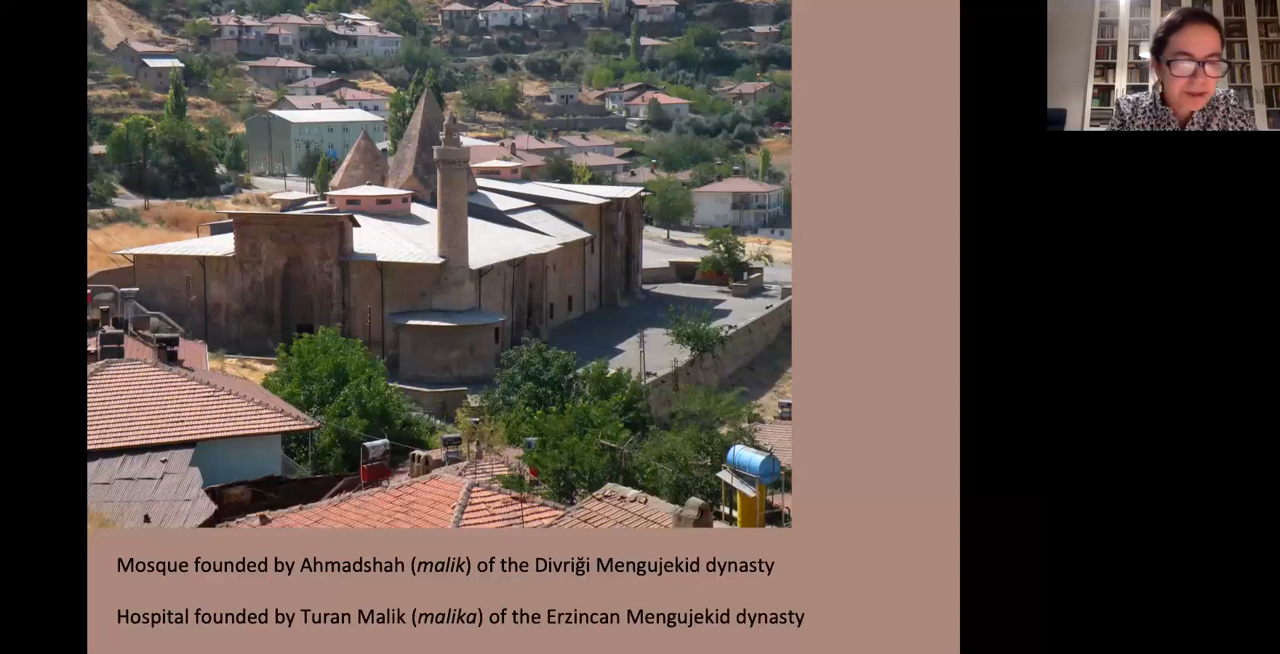 Mosque founded by Ahmadshah (malik) of the Divriği Mengujekid dynasty
Hospital founded by Turan Malik (malika) of the Erzincan Mengujekid dynasty